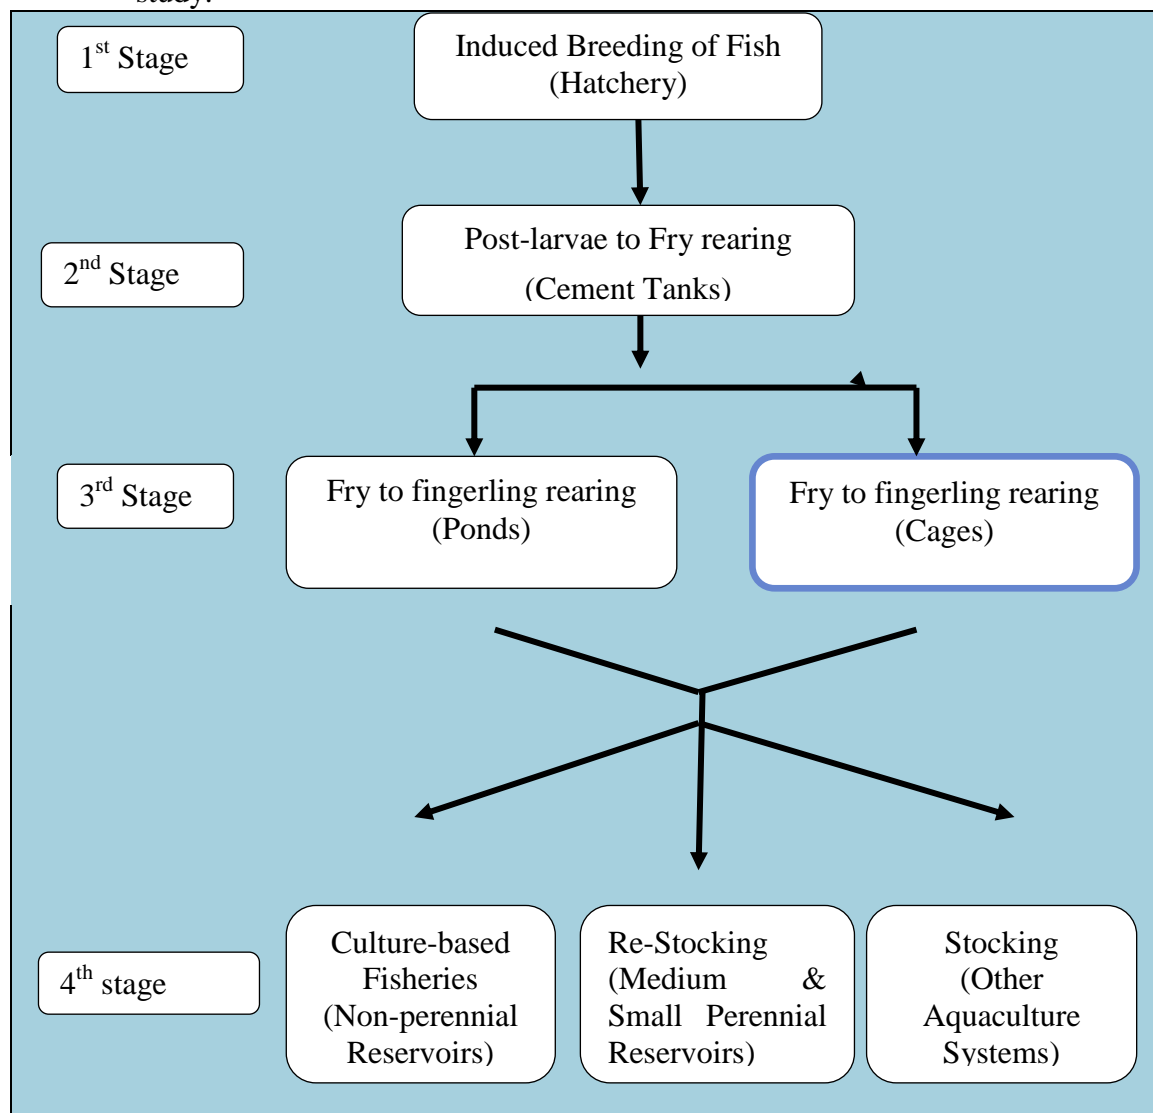 study.
1st Stage
Induced Breeding of Fish
(Hatchery)
2nd Stage
Post-larvae to Fry rearing
(Cement Tanks)
3rd Stage
Fry to fingerling rearing
(Ponds)
Fry to fingerling rearing
(Cages)
4th stage
Culture-based
Fisheries
(Non-perennial
Reservoirs)
Re-Stocking
(Medium &
Small Perennial
Reservoirs)
Stocking
(Other
Aquaculture
Systems)